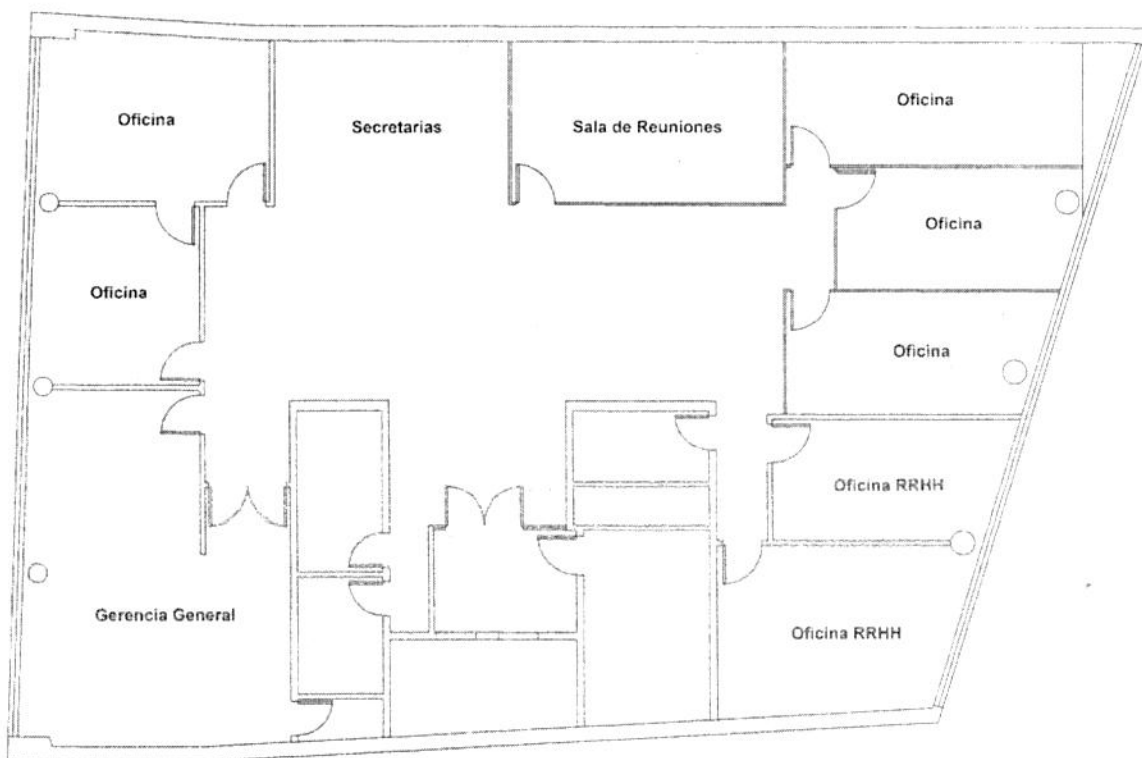 Oficina
Secretarias
Sala de Reuniones
Oficina
Oficina
Oficina
Oficina
Oficina RRHH
Gerencia General
Oficina RRHH